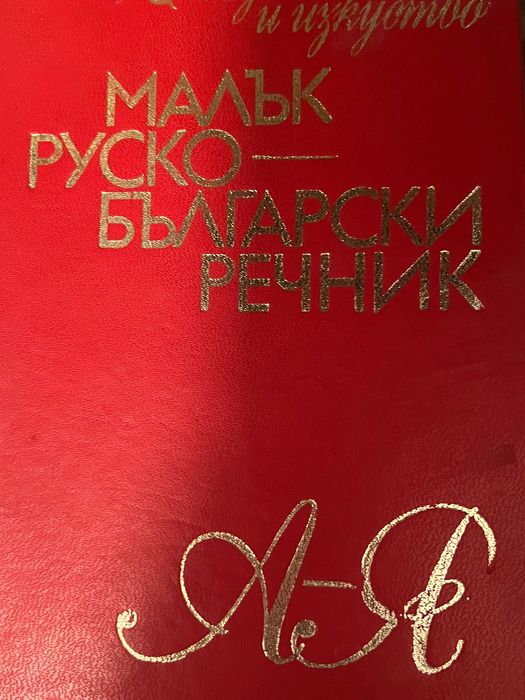 и изкуство
МАЛЪК
РУСКО—
БЪЛГАРСКИ
РЕЧНИК
А-Я